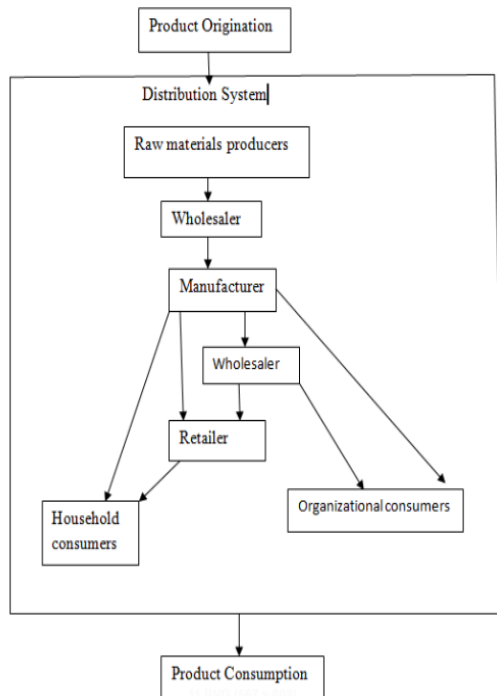 Product Origination
Distribution System
Raw materials producers
Wholesaler
Manufacturer
Wholesaler
Retailer
Household
consumers
Organizational consumers
Product Consumption